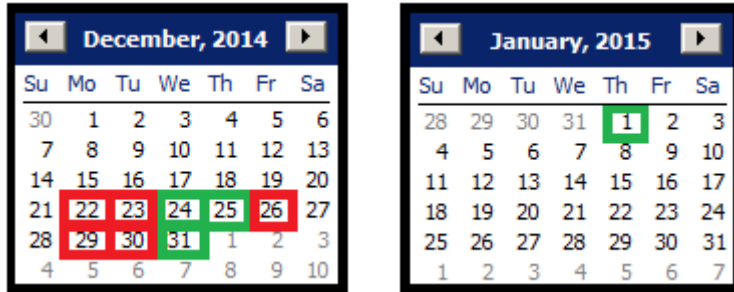 December, 2014
Su Mo Tu We Th Fr Sa
30 1 2 3 4 5 6
7 8 9 10 11 12 13
14 15 16 17 18 19 20
21 22 23 24 25 26 27
28 29 30 31 1 2 3
4 5 6 7 8 9 10
January, 2015
Su Mo Tu We Th Fr Sa
28 29 30 31 1 2 3
4 5 6 7 8 9 10
11 12 13 14 15 16 17
18 19 20 21 22 23 24
25 26 27 28 29 30 31
1 2 3 4 5 6 7